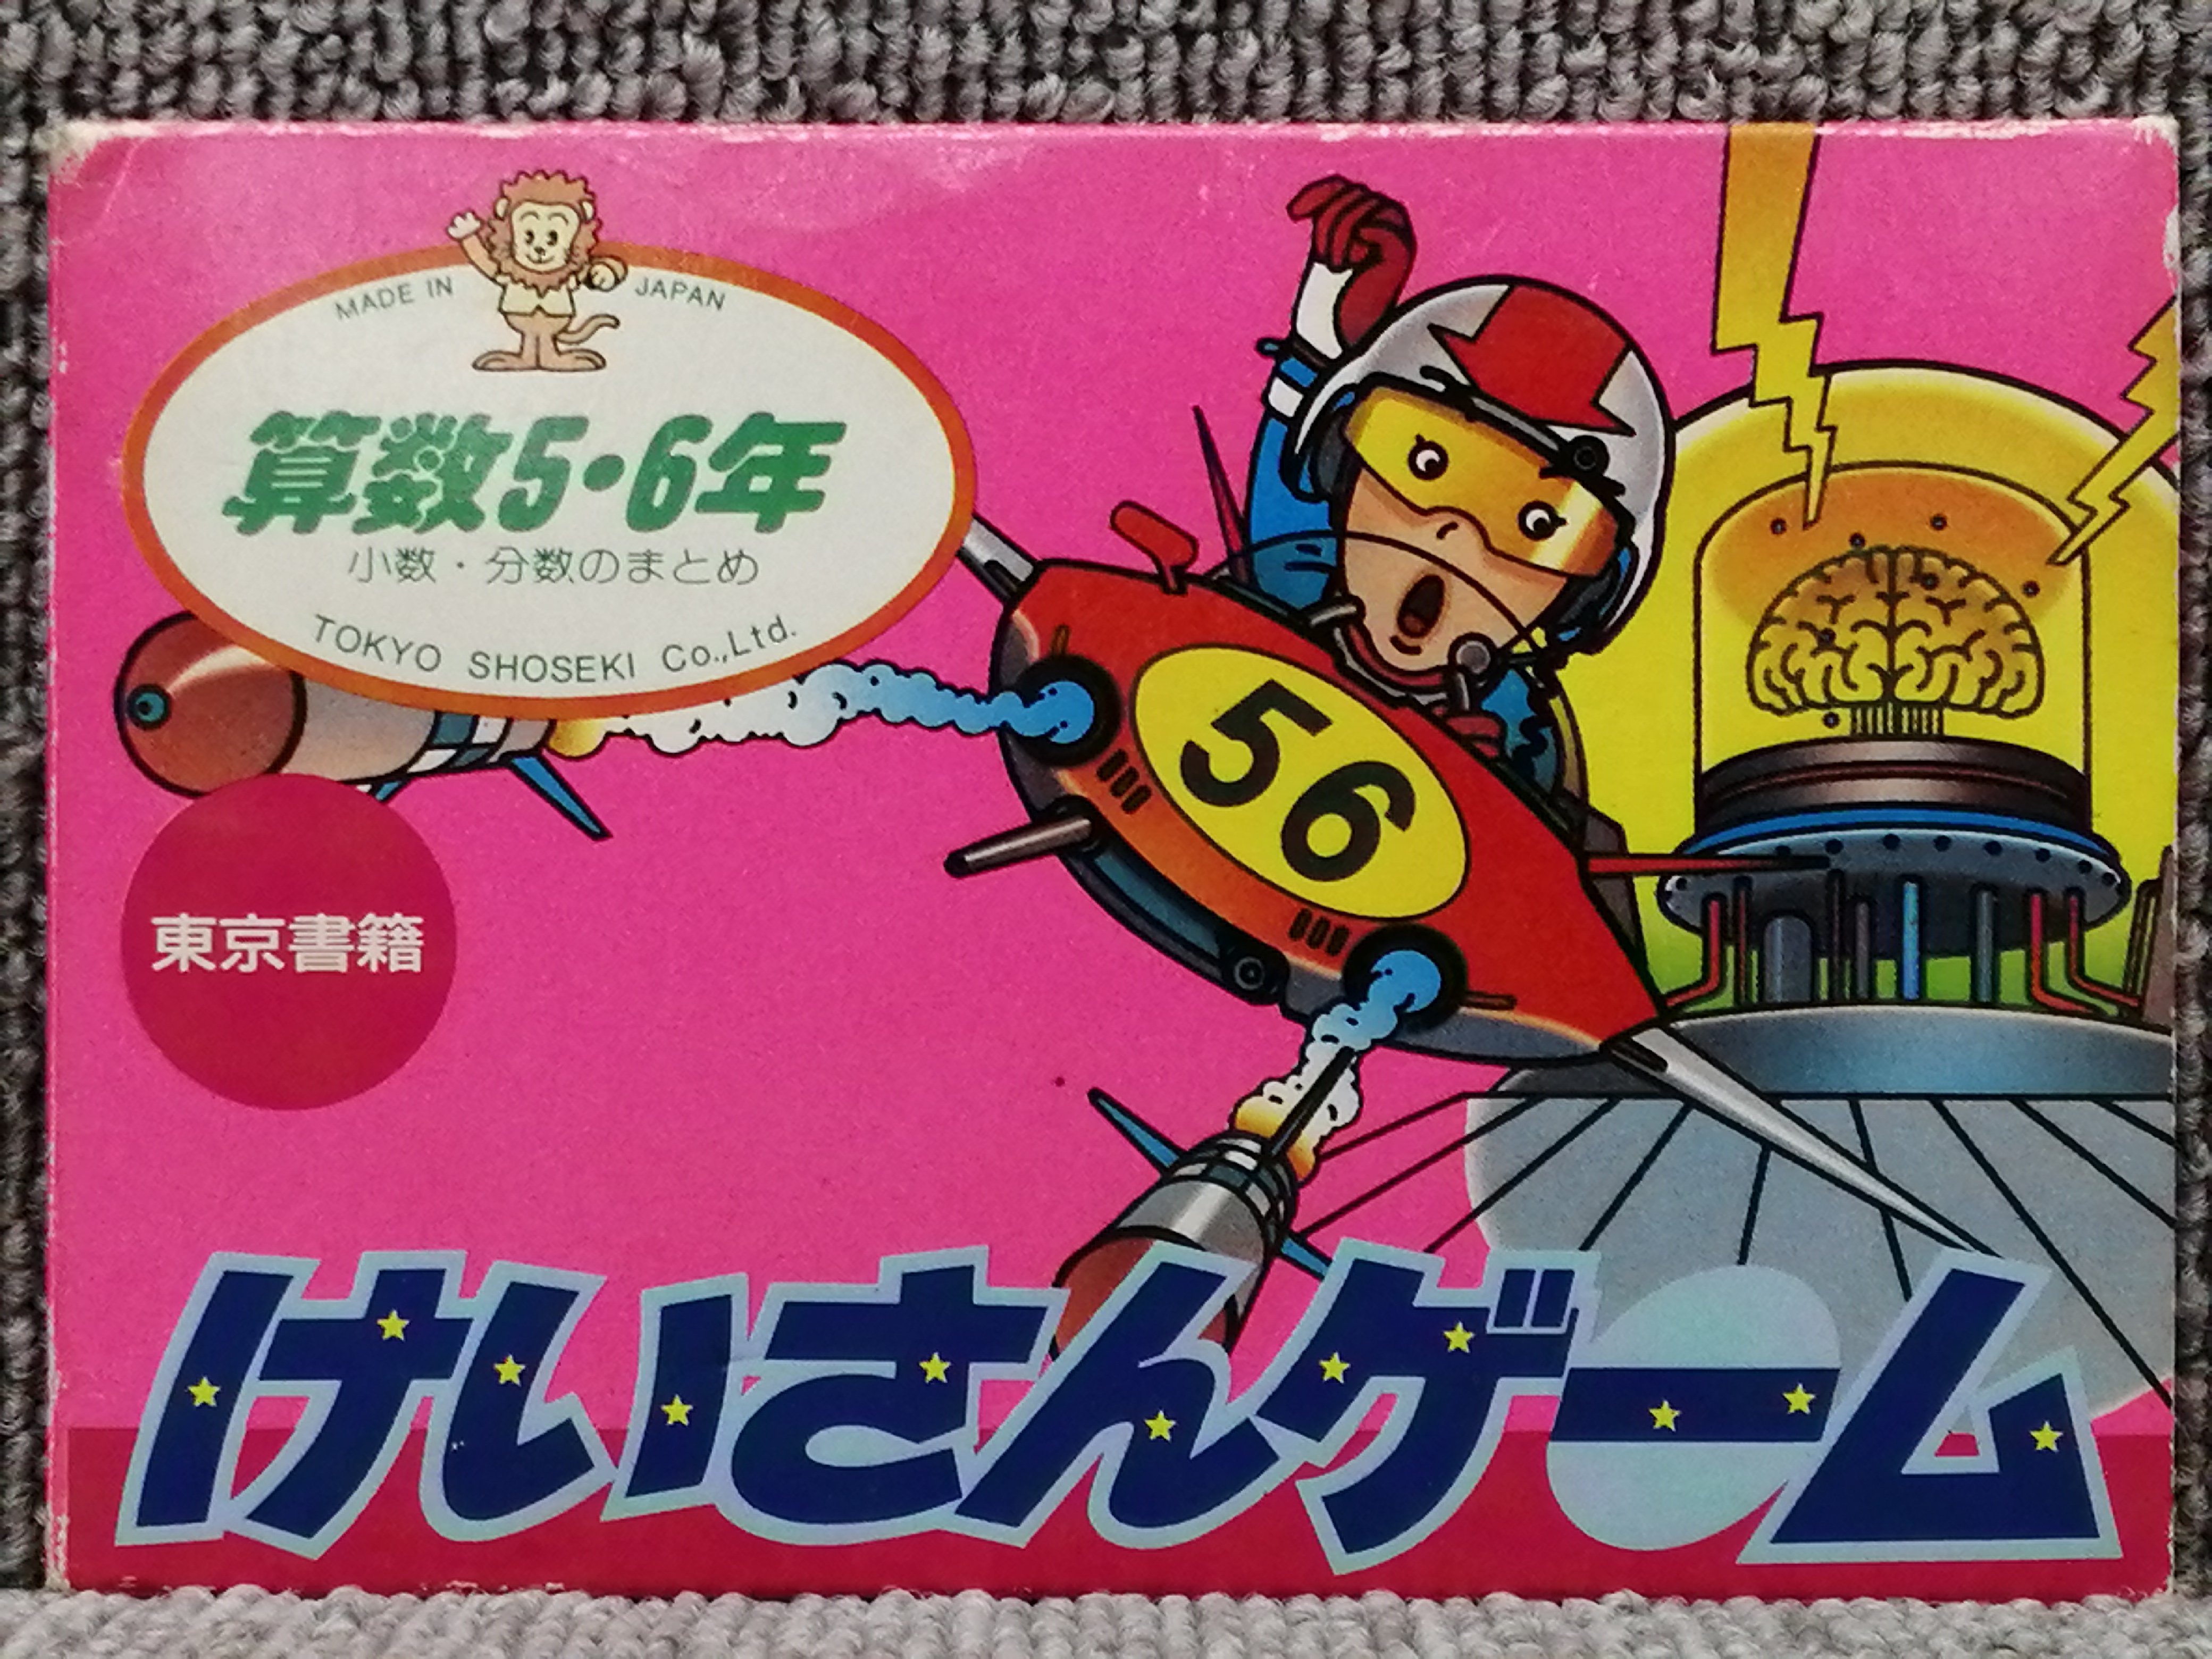 MADE IN JAPAN
算数5・6年
小数・分数のまとめ
TOKYO SHOSEKI Co.,Ltd.
56
東京書籍
けいさんゲーム